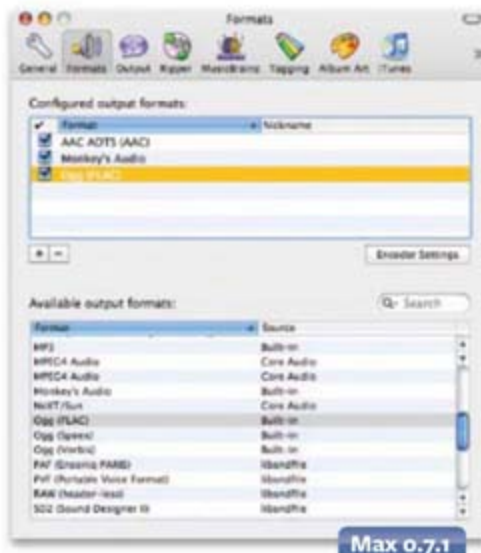 Formats
General Formats Output Ripper MusicBrainz Tapping Album Art iTunes
Configured output formats:
Format Nickname
AAC ADTS (AAC)
Monkey's Audio
Ogg (FLAC)
Encoder Settings
Available output formats:
Search
Format Source
MP3 Built-in
MPEG4 Audio Core Audio
MPEG4 Audio Core Audio
Monkey's Audio Built-in
NeXT/Sun Core Audio
Ogg (FLAC) Built-in
Ogg (Speex) Built-in
Ogg (Vorbis) Built-in
PAF (Ensoniq PARIS) libsndfile
PVF (Portable Voice Format) libsndfile
RAW (header-less) libsndfile
SD2 (Sound Designer II) libsndfile
Max 0.7.1